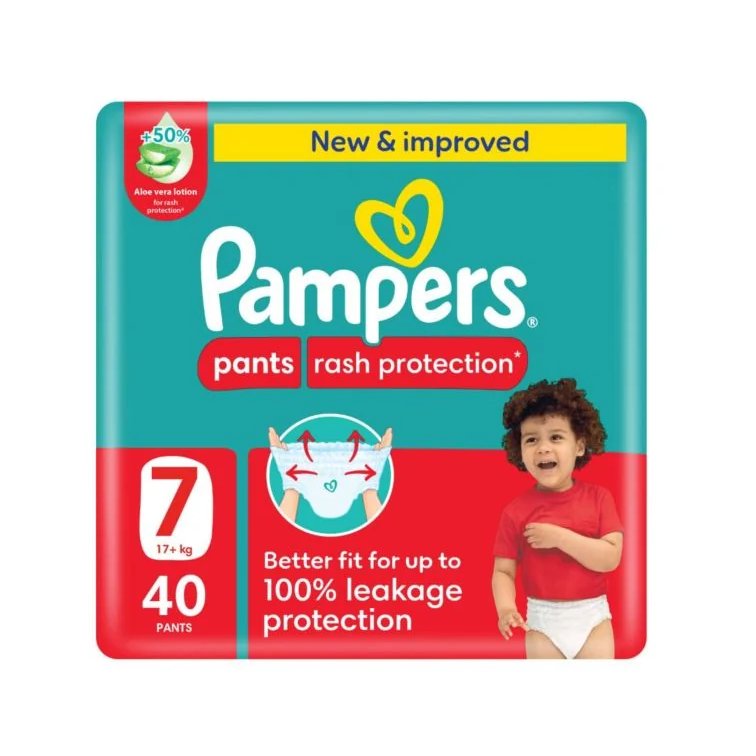 +50%
Aloe vera lotion
for rash
protection*
New & improved
Pampers®
pants rash protection*
7
17+ kg
40
PANTS
Better fit for up to
100% leakage
protection